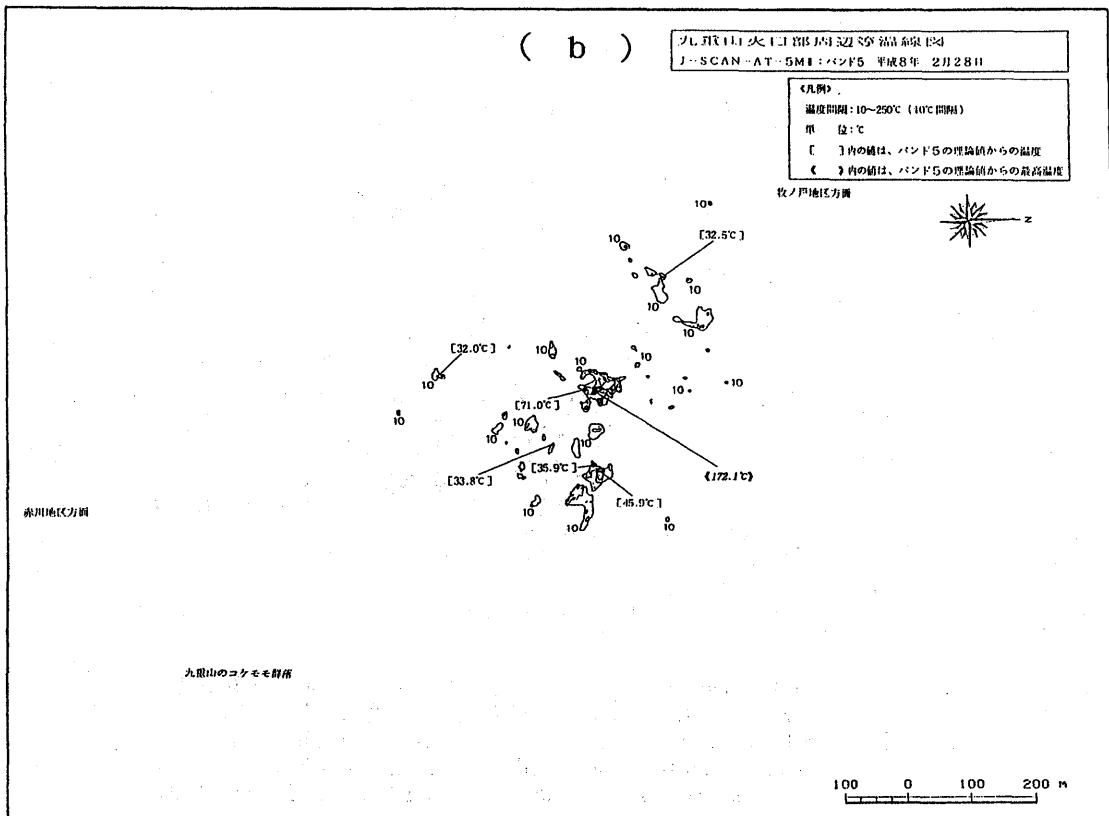 ( b )
九重山火口部周辺等温線図
J-SCAN-AT-5MⅡ:バンド5 平成8年 2月28日
《凡例》
温度間隔:10~250℃ (40℃間隔)
単 位:℃
[ ]内の値は、バンド5の理論値からの温度
《 》内の値は、バンド5の理論値からの最高温度
牧ノ戸地区方面
10
N
10
[32.5℃]
10
10
10
[32.0℃]
10
10
10
10
10
10
[71.0℃]
10
10
10
10
[35.9℃]
[33.8℃]
《172.1℃》
[45.9℃]
10
10
10
赤川地区方面
九重山のコケモモ群落
100 0 100 200 M